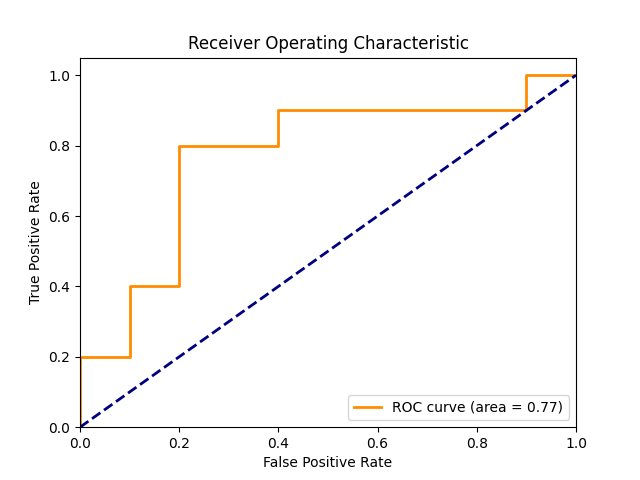 Receiver Operating Characteristic
1.0
0.8
0.6
0.4
0.2
0.0
True Positive Rate
ROC curve (area = 0.77)
0.0 0.2 0.4 0.6 0.8 1.0
False Positive Rate